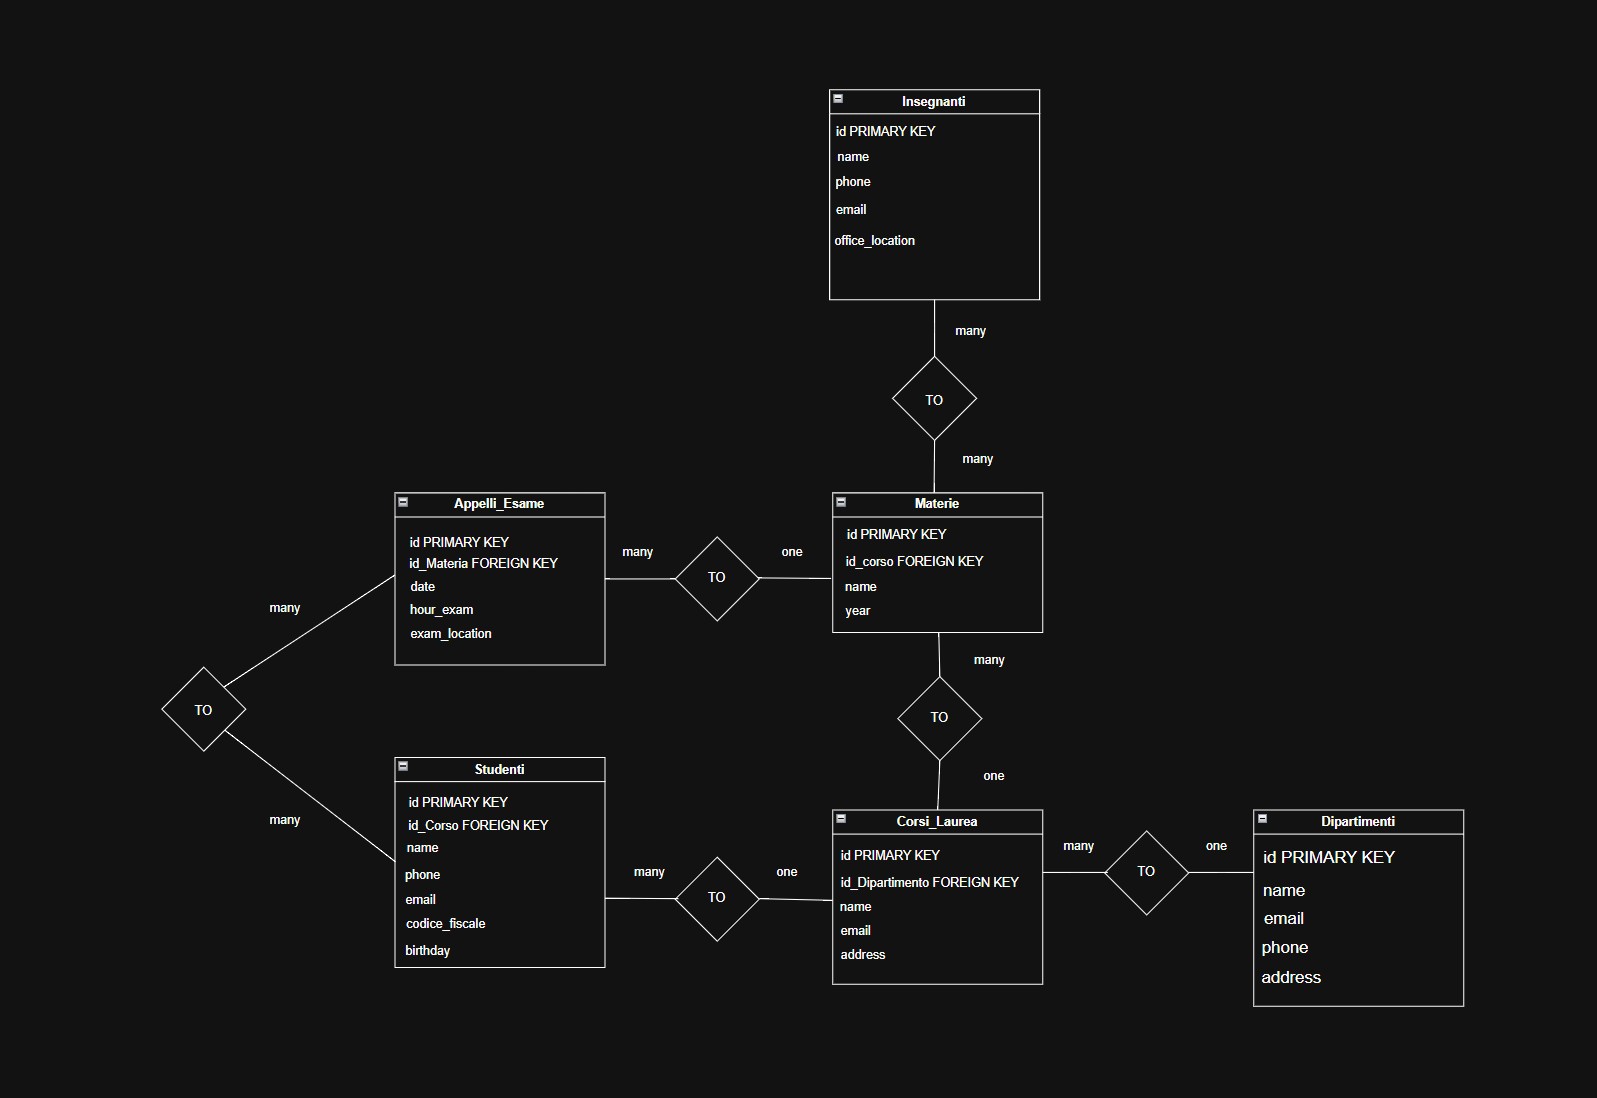 Insegnanti
id PRIMARY KEY
name
phone
email
office_location
many
TO
many
Appelli_Esame
id PRIMARY KEY
id_Materia FOREIGN KEY
date
hour_exam
exam_location
many
TO
one
Materie
id PRIMARY KEY
id_corso FOREIGN KEY
name
year
many
TO
many
many
TO
one
Studenti
id PRIMARY KEY
id_Corso FOREIGN KEY
name
phone
email
codice_fiscale
birthday
many
TO
one
Corsi_Laurea
id PRIMARY KEY
id_Dipartimento FOREIGN KEY
name
email
address
many
TO
one
Dipartimenti
id PRIMARY KEY
name
email
phone
address